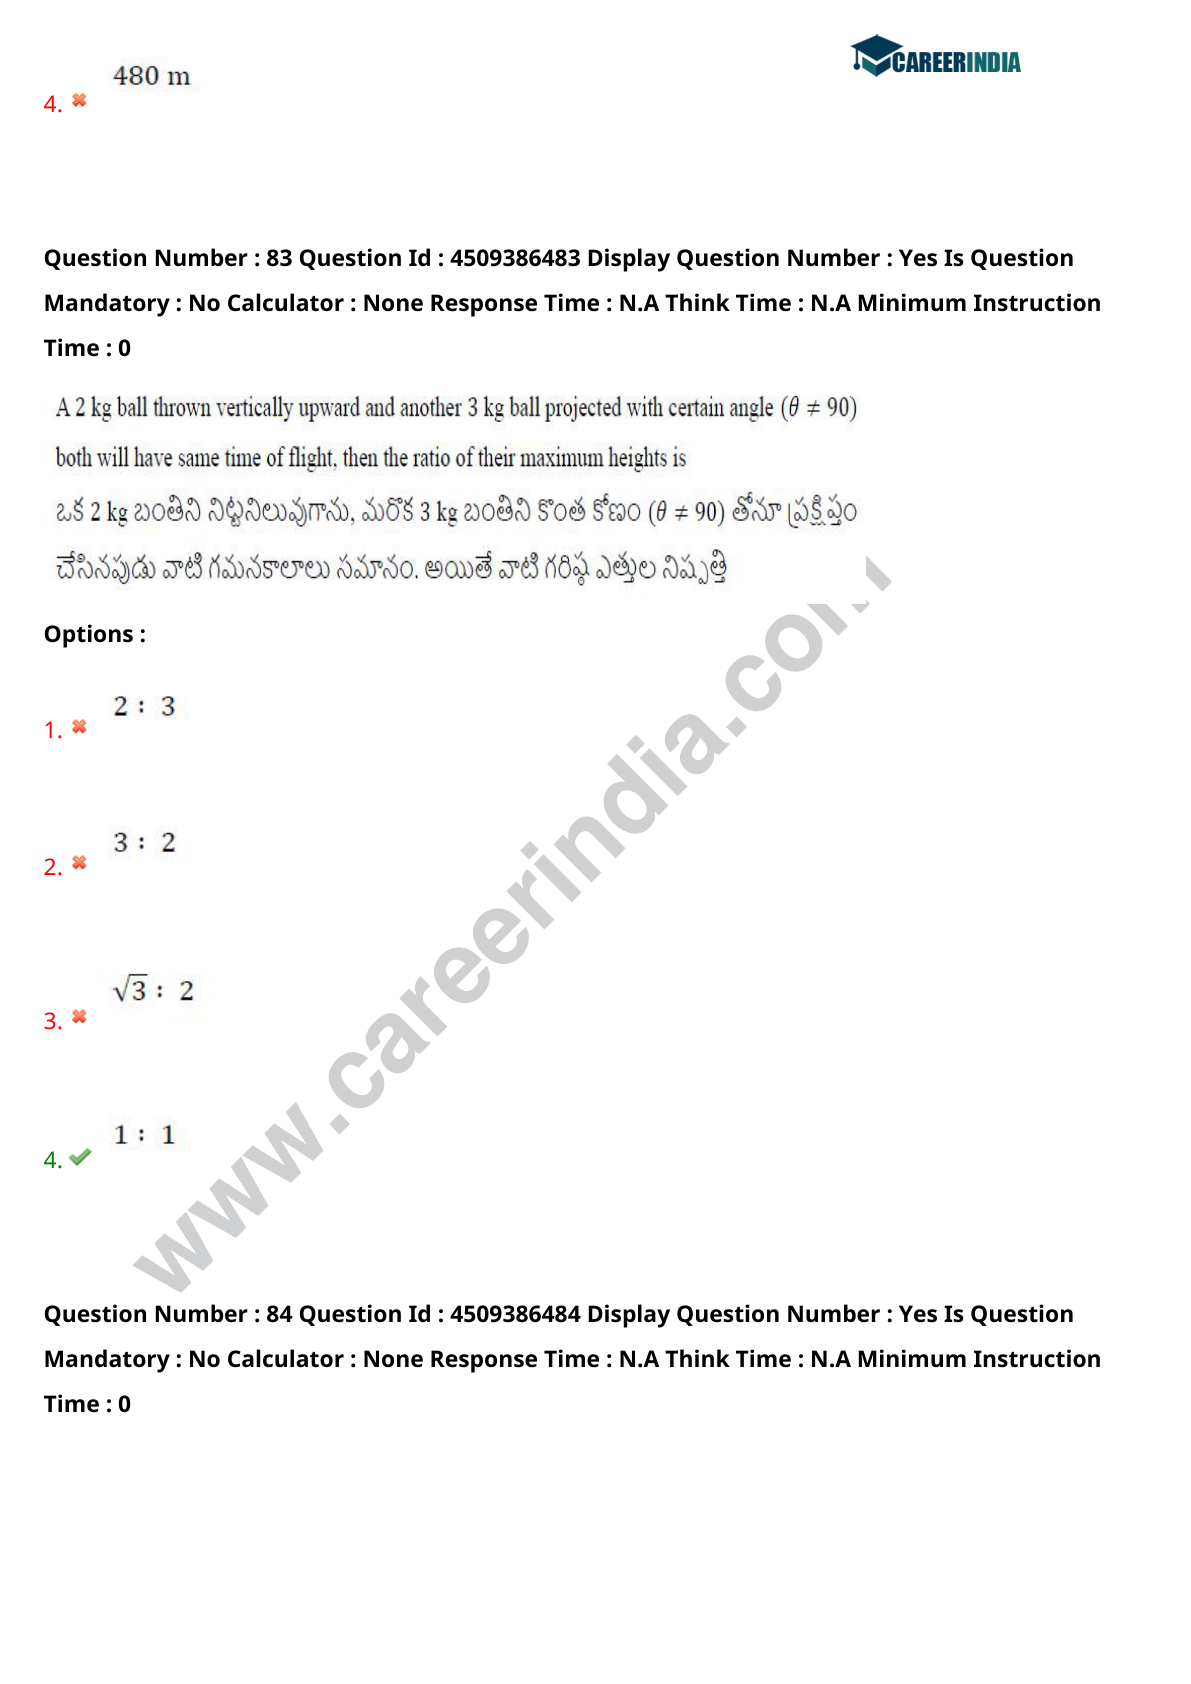 CAREERINDIA
480 m
4.
Question Number : 83 Question Id : 4509386483 Display Question Number : Yes Is Question
Mandatory : No Calculator : None Response Time : N.A Think Time : N.A Minimum Instruction
Time : 0
A 2 kg ball thrown vertically upward and another 3 kg ball projected with certain angle (θ ≠ 90)
both will have same time of flight, then the ratio of their maximum heights is
ఒక 2 kg బంతిని నిట్టనిలువుగాను, మరొక 3 kg బంతిని కొంత కోణం (θ ≠ 90) తోనూ ప్రక్షిప్తం
చేసినపుడు వాటి గమనకాలాలు సమానం. అయితే వాటి గరిష్ఠ ఎత్తుల నిష్పత్తి
Options :
2 : 3
1.
3 : 2
2.
√3 : 2
3.
1 : 1
4.
www.careerindia.com
Question Number : 84 Question Id : 4509386484 Display Question Number : Yes Is Question
Mandatory : No Calculator : None Response Time : N.A Think Time : N.A Minimum Instruction
Time : 0